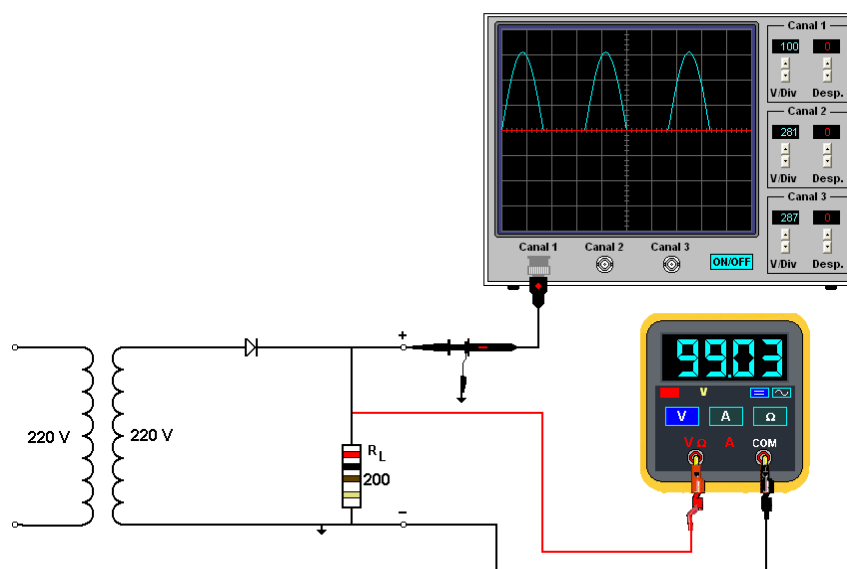 Canal 1
100 0
V/Div Desp.
Canal 2
281 0
V/Div Desp.
Canal 3
287 0
V/Div Desp.
Canal 1 Canal 2 Canal 3
ON/OFF
+
220 V 220 V
R L
200
−
99.03
V
V A Ω
V Ω A COM